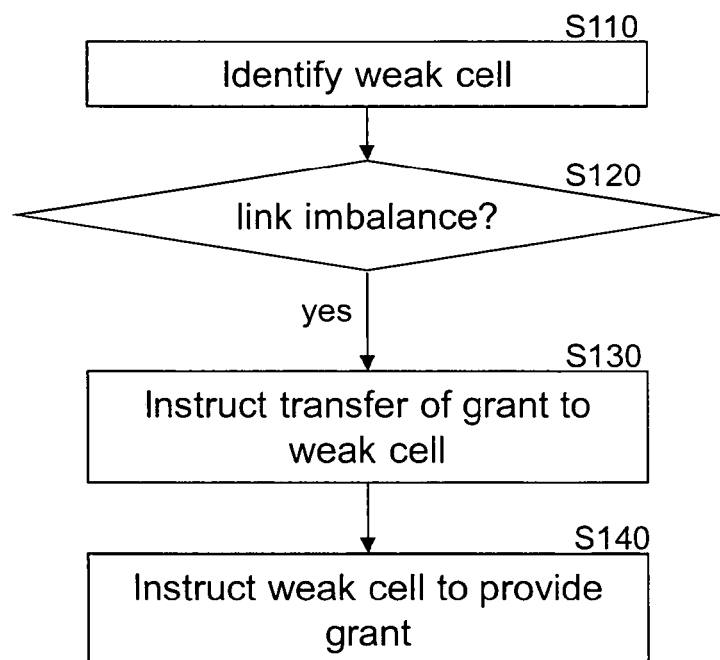 S110
Identify weak cell
S120
link imbalance?
yes
S130
Instruct transfer of grant to
weak cell
S140
Instruct weak cell to provide
grant